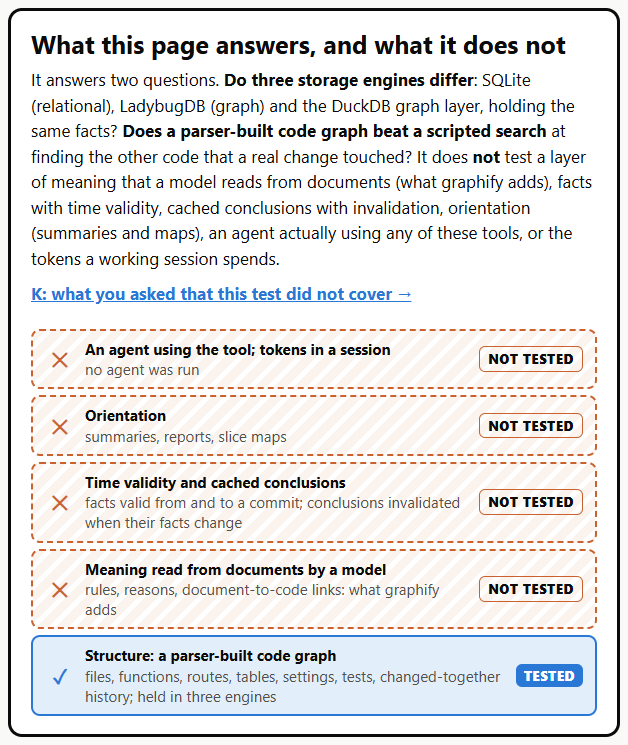 What this page answers, and what it does not
It answers two questions. Do three storage engines differ: SQLite
(relational), LadybugDB (graph) and the DuckDB graph layer, holding the
same facts? Does a parser-built code graph beat a scripted search at
finding the other code that a real change touched? It does not test a layer
of meaning that a model reads from documents (what graphify adds), facts
with time validity, cached conclusions with invalidation, orientation
(summaries and maps), an agent actually using any of these tools, or the
tokens a working session spends.
K: what you asked that this test did not cover →
An agent using the tool; tokens in a session
no agent was run
NOT TESTED
Orientation
summaries, reports, slice maps
NOT TESTED
Time validity and cached conclusions
facts valid from and to a commit; conclusions invalidated
when their facts change
NOT TESTED
Meaning read from documents by a model
rules, reasons, document-to-code links: what graphify
adds
NOT TESTED
Structure: a parser-built code graph
files, functions, routes, tables, settings, tests, changed-together
history; held in three engines
TESTED